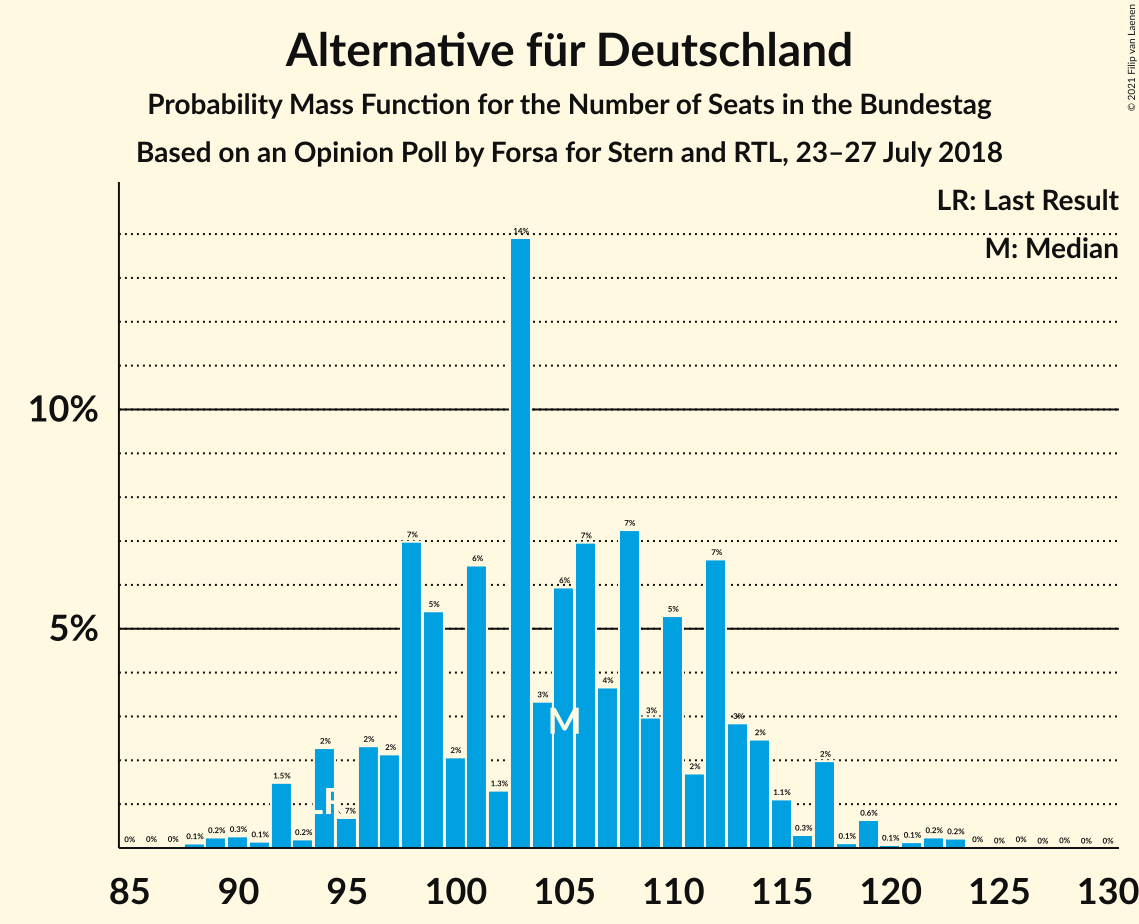 Alternative für Deutschland
Probability Mass Function for the Number of Seats in the Bundestag
Based on an Opinion Poll by Forsa for Stern and RTL, 23–27 July 2018
© 2021 Filip van Laenen
LR: Last Result
M: Median
10%
5%
0% 0% 0% 0.1% 0.2% 0.3% 0.1% 1.5% 0.2% 2% 7% 2% 2% 7% 5% 2% 6% 1.3% 14% 3% 6% 7% 4% 7% 3% 5% 2% 7% 3% 2% 1.1% 0.3% 2% 0.1% 0.6% 0.1% 0.1% 0.2% 0.2% 0% 0% 0% 0% 0% 0% 0%
LR
M
85 90 95 100 105 110 115 120 125 130